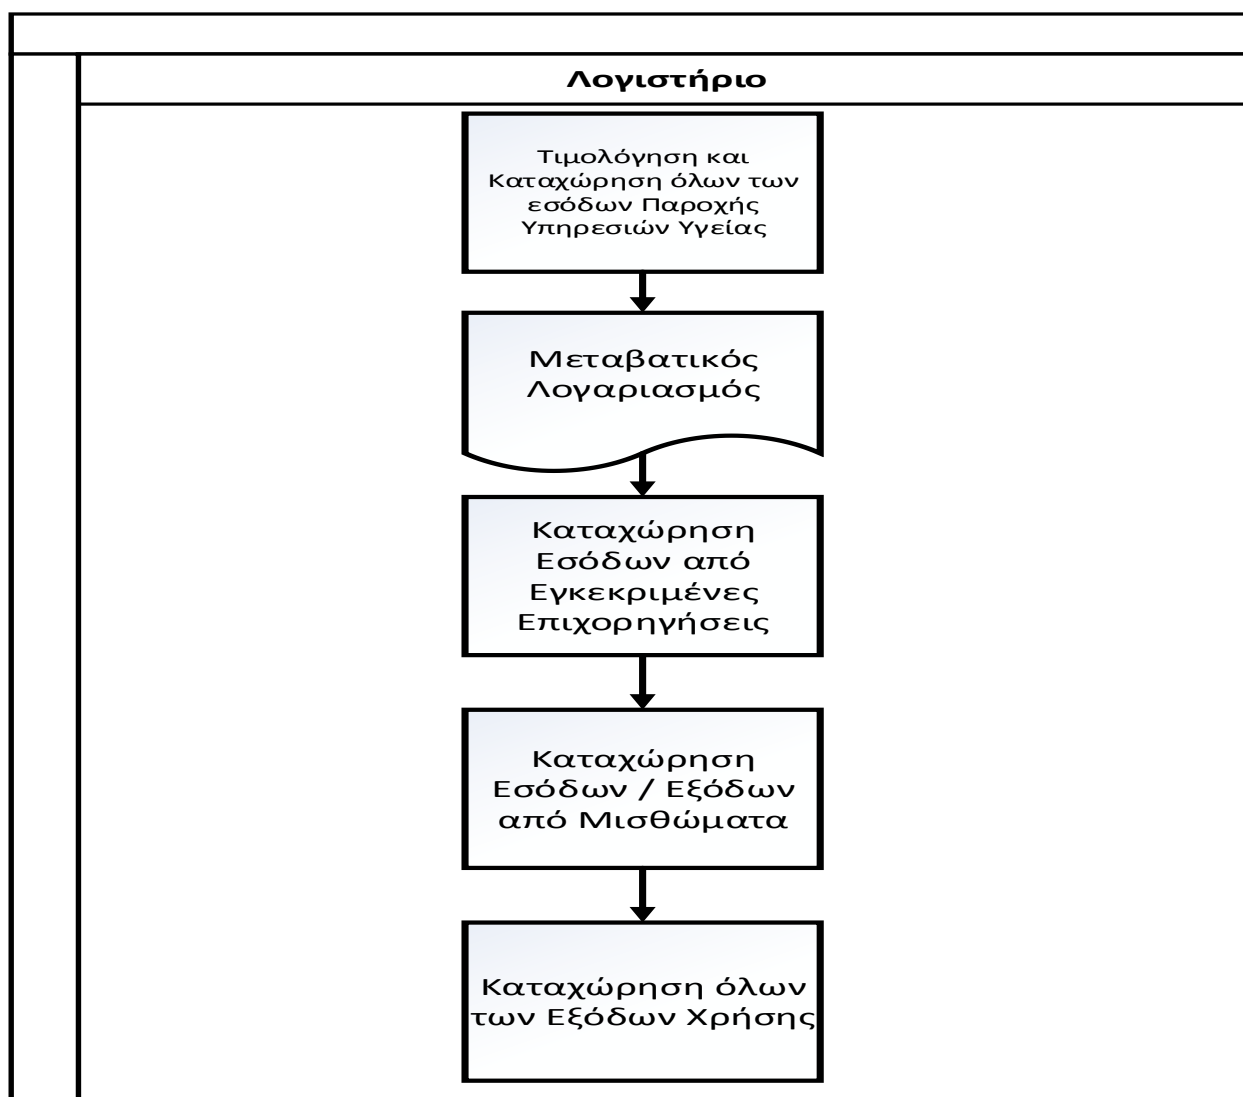 Λογιστήριο
Τιμολόγηση και
Καταχώρηση όλων των
εσόδων Παροχής
Υπηρεσιών Υγείας
Μεταβατικός
Λογαριασμός
Καταχώρηση
Εσόδων από
Εγκεκριμένες
Επιχορηγήσεις
Καταχώρηση
Εσόδων / Εξόδων
από Μισθώματα
Καταχώρηση όλων
των Εξόδων Χρήσης